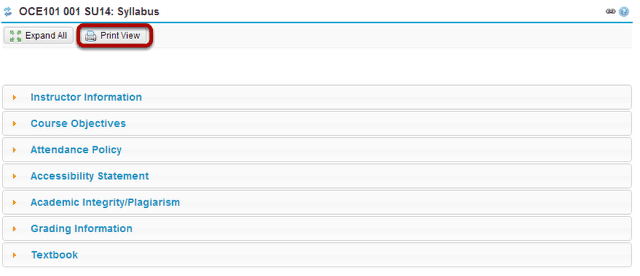 OCE101 001 SU14: Syllabus
Expand All Print View
Instructor Information
Course Objectives
Attendance Policy
Accessibility Statement
Academic Integrity/Plagiarism
Grading Information
Textbook